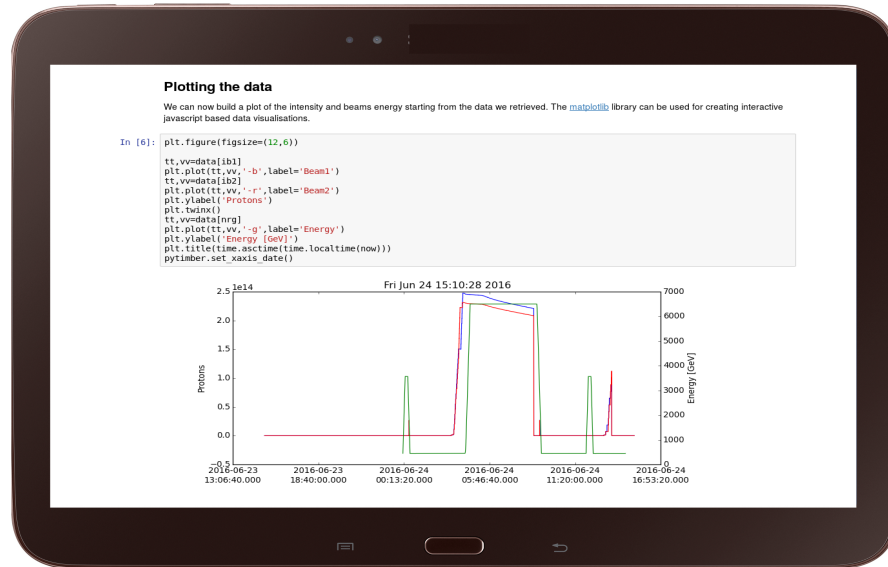 Plotting the data
We can now build a plot of the intensity and beams energy starting from the data we retrieved. The matplotlib library can be used for creating interactive
javascript based data visualisations.
In [6]: plt.figure(figsize=(12,6))
tt,vv=data[ib1]
plt.plot(tt,vv,'-b',label='Beam1')
tt,vv=data[ib2]
plt.plot(tt,vv,'-r',label='Beam2')
plt.ylabel('Protons')
plt.twinx()
tt,vv=data[nrg]
plt.plot(tt,vv,'-g',label='Energy')
plt.ylabel('Energy [GeV]')
plt.title(time.asctime(time.localtime(now)))
pytimber.set_xaxis_date()
Fri Jun 24 15:10:28 2016
1e14
2.5
2.0
1.5
1.0
0.5
0.0
−0.5
Protons
7000
6000
5000
4000
3000
2000
1000
0
Energy [GeV]
2016-06-23 2016-06-23 2016-06-24 2016-06-24 2016-06-24 2016-06-24
13:06:40.000 18:40:00.000 00:13:20.000 05:46:40.000 11:20:00.000 16:53:20.000